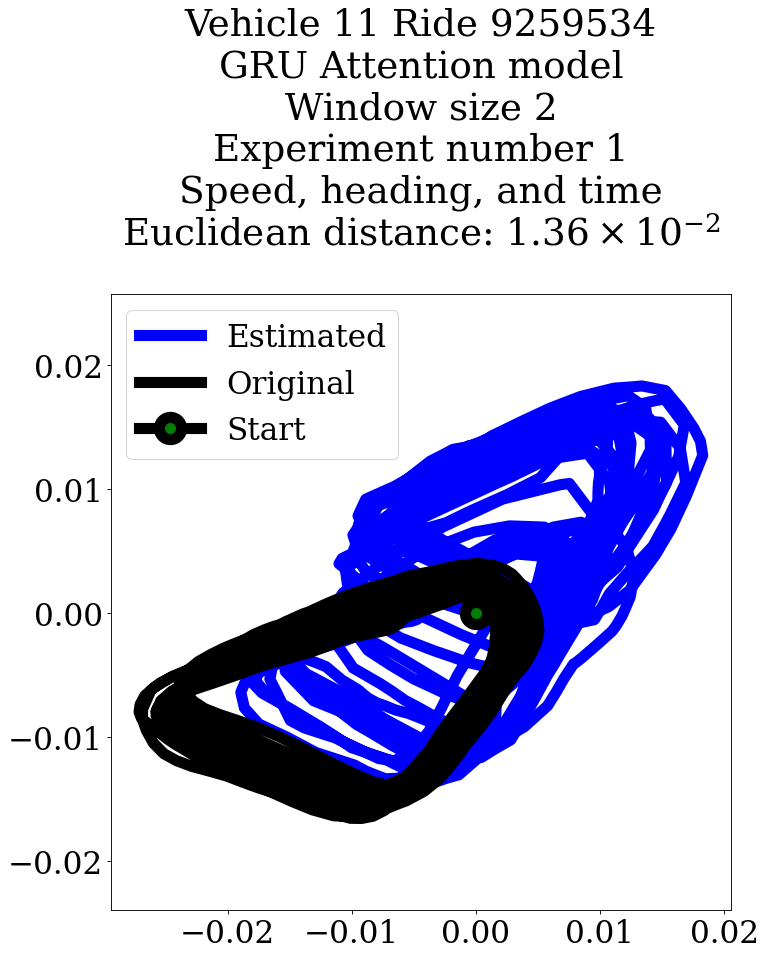 Vehicle 11 Ride 9259534
GRU Attention model
Window size 2
Experiment number 1
Speed, heading, and time
Euclidean distance: 1.36 × 10⁻²
Estimated
Original
Start
0.02
0.01
0.00
−0.01
−0.02
−0.02 −0.01 0.00 0.01 0.02